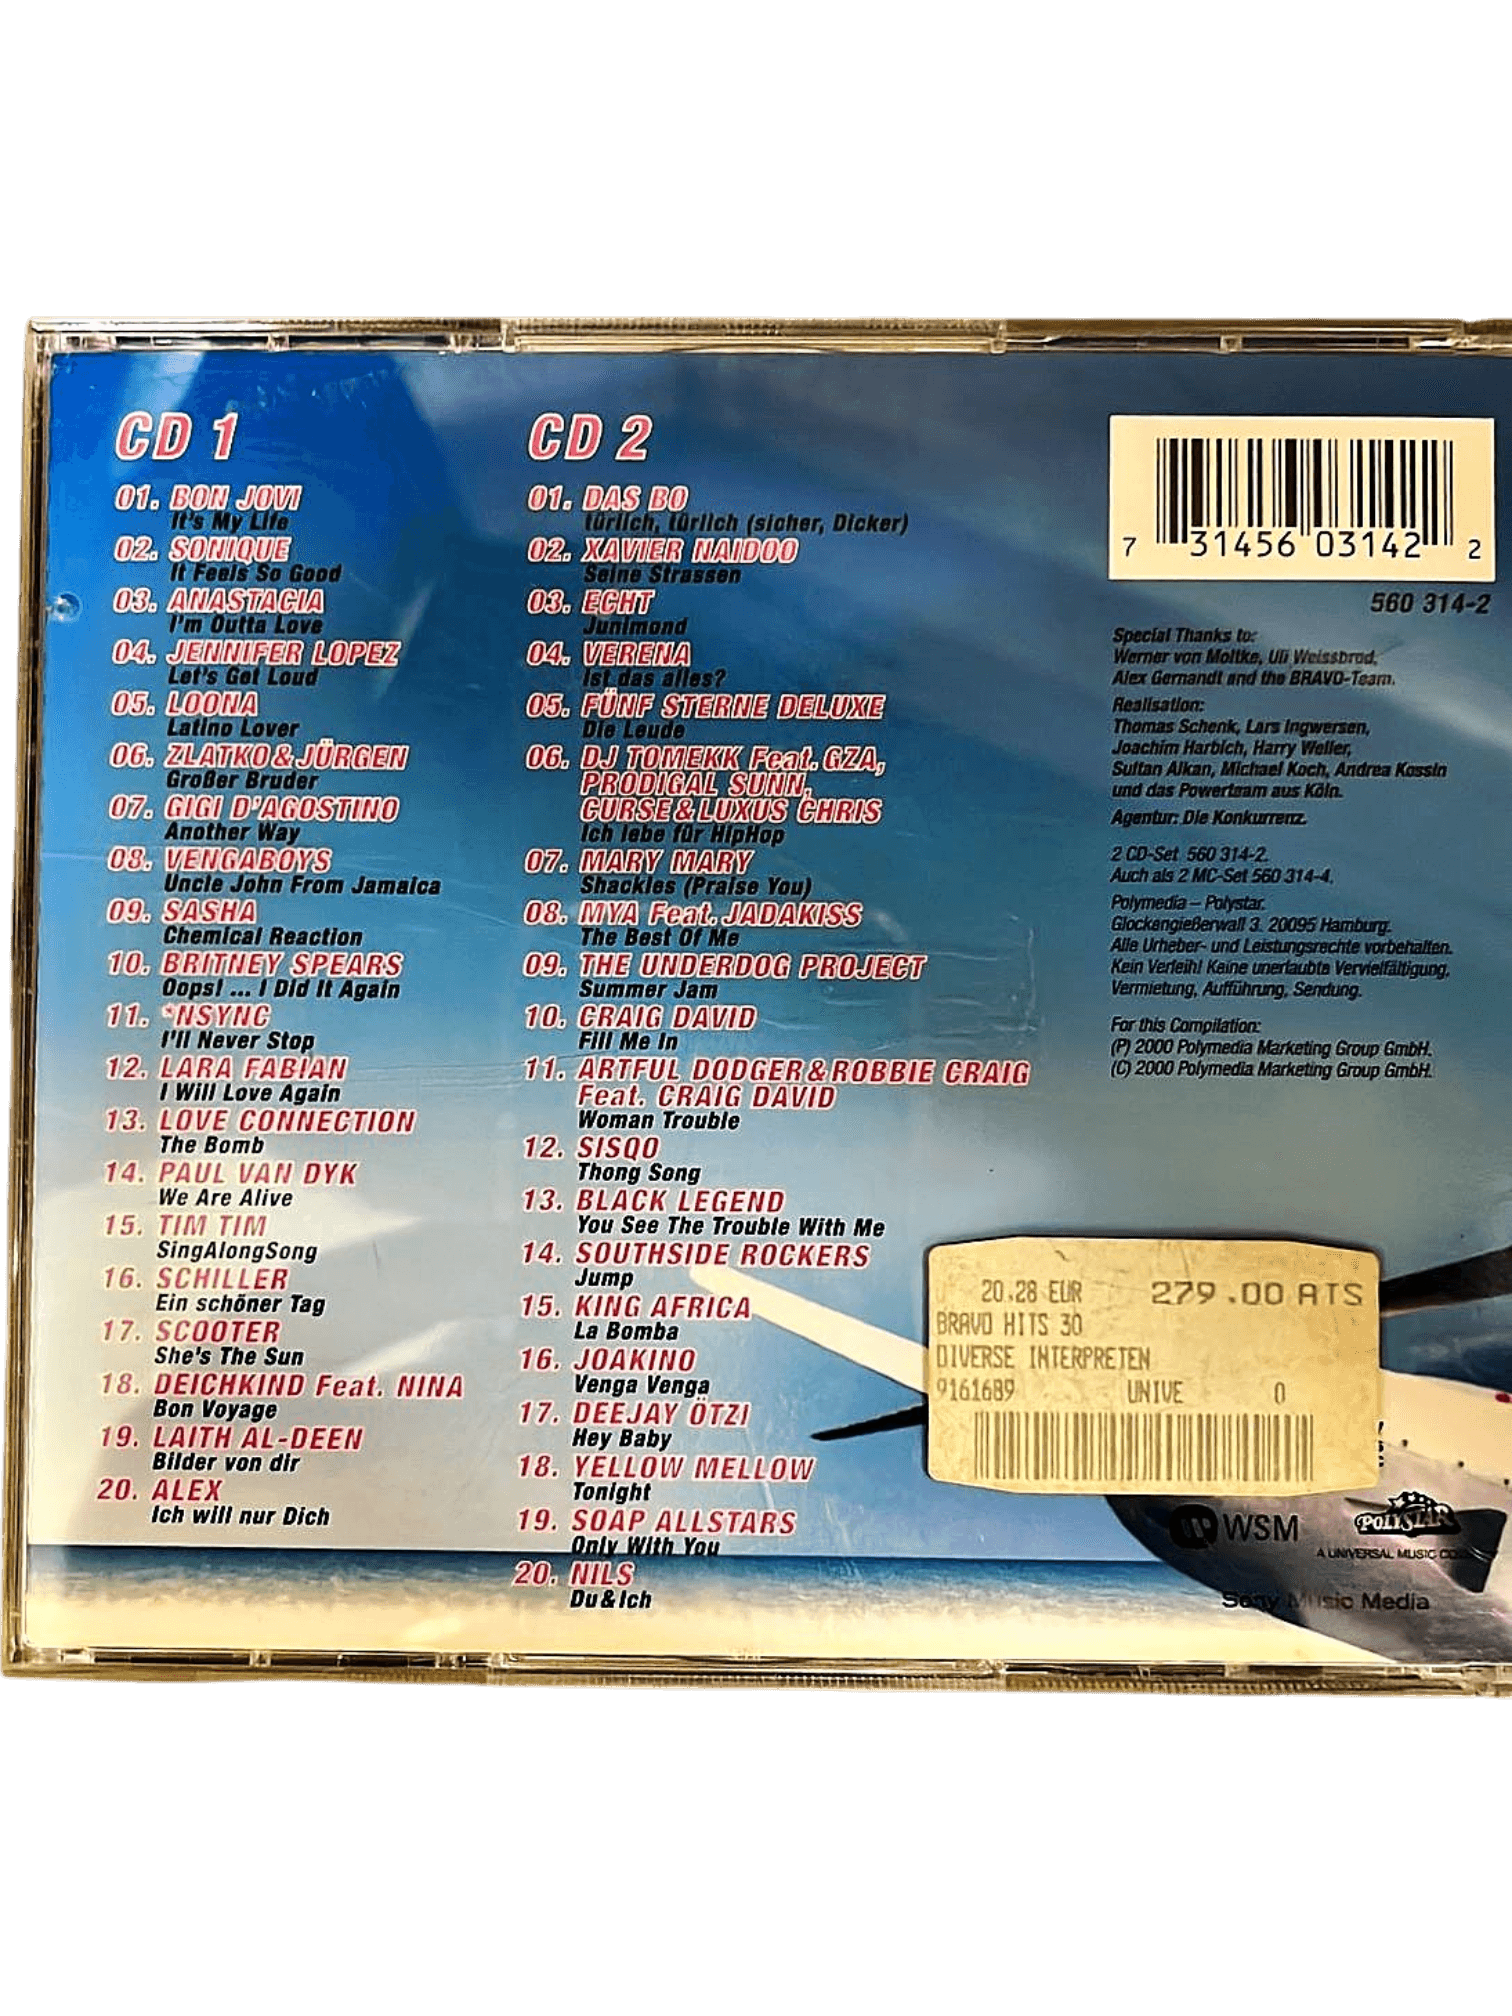 CD 1
01. BON JOVI
It's My Life
02. SONIQUE
It Feels So Good
03. ANASTACIA
I'm Outta Love
04. JENNIFER LOPEZ
Let's Get Loud
05. LOONA
Latino Lover
06. ZLATKO & JÜRGEN
Großer Bruder
07. GIGI D'AGOSTINO
Another Way
08. VENGABOYS
Uncle John From Jamaica
09. SASHA
Chemical Reaction
10. BRITNEY SPEARS
Oops! ... I Did It Again
11. *NSYNC
I'll Never Stop
12. LARA FABIAN
I Will Love Again
13. LOVE CONNECTION
The Bomb
14. PAUL VAN DYK
We Are Alive
15. TIM TIM
SingAlongSong
16. SCHILLER
Ein schöner Tag
17. SCOOTER
She's The Sun
18. DEICHKIND Feat. NINA
Bon Voyage
19. LAITH AL-DEEN
Bilder von dir
20. ALEX
Ich will nur Dich
CD 2
01. DAS BO
türlich, türlich (sicher, Dicker)
02. XAVIER NAIDOO
Seine Strassen
03. ECHT
Junimond
04. VERENA
Ist das alles?
05. FÜNF STERNE DELUXE
Die Leude
06. DJ TOMEKK Feat. GZA,
PRODIGAL SUNN,
CURSE & LUXUS CHRIS
Ich lebe für HipHop
07. MARY MARY
Shackles (Praise You)
08. MYA Feat. JADAKISS
The Best Of Me
09. THE UNDERDOG PROJECT
Summer Jam
10. CRAIG DAVID
Fill Me In
11. ARTFUL DODGER & ROBBIE CRAIG
Feat. CRAIG DAVID
Woman Trouble
12. SISQO
Thong Song
13. BLACK LEGEND
You See The Trouble With Me
14. SOUTHSIDE ROCKERS
Jump
15. KING AFRICA
La Bomba
16. JOAKINO
Venga Venga
17. DEEJAY ÖTZI
Hey Baby
18. YELLOW MELLOW
Tonight
19. SOAP ALLSTARS
Only With You
20. NILS
Du & Ich
7 31456 03142 2
560 314-2
Special Thanks to:
Werner von Moltke, Uli Weissbrod,
Alex Gernandt and the BRAVO-Team.
Realisation:
Thomas Schenk, Lars Ingwersen,
Joachim Harbich, Harry Weller,
Sultan Alkan, Michael Koch, Andrea Kossin
und das Powerteam aus Köln.
Agentur: Die Konkurrenz.
2 CD-Set 560 314-2.
Auch als 2 MC-Set 560 314-4.
Polymedia – Polystar.
Glockengießerwall 3, 20095 Hamburg.
Alle Urheber- und Leistungsrechte vorbehalten.
Kein Verleih! Keine unerlaubte Vervielfältigung,
Vermietung, Aufführung, Sendung.
For this Compilation:
(P) 2000 Polymedia Marketing Group GmbH.
(C) 2000 Polymedia Marketing Group GmbH.
20.28 EUR 279.00 ATS
BRAVO HITS 30
DIVERSE INTERPRETEN
9161689 UNIVE 0
WSM
POLYSTAR
A UNIVERSAL MUSIC
Sony Music Media